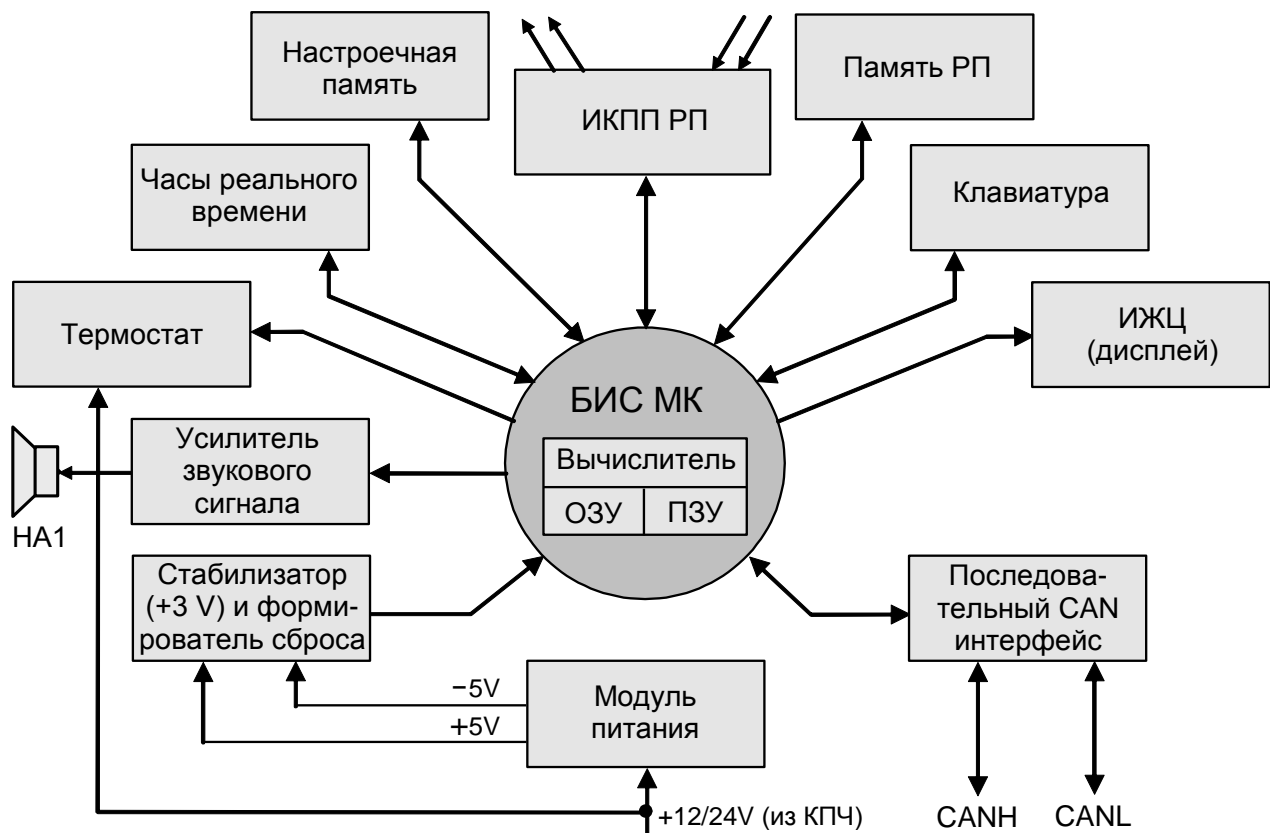 Настроечная
память
ИКПП РП
Память РП
Часы реального
времени
Клавиатура
Термостат
ИЖЦ
(дисплей)
БИС МК
Вычислитель
ОЗУ
ПЗУ
Усилитель
звукового
сигнала
НА1
Стабилизатор
(+3 V) и форми-
рователь сброса
Последова-
тельный CAN
интерфейс
−5V
+5V
Модуль
питания
+12/24V (из КПЧ)
CANH
CANL